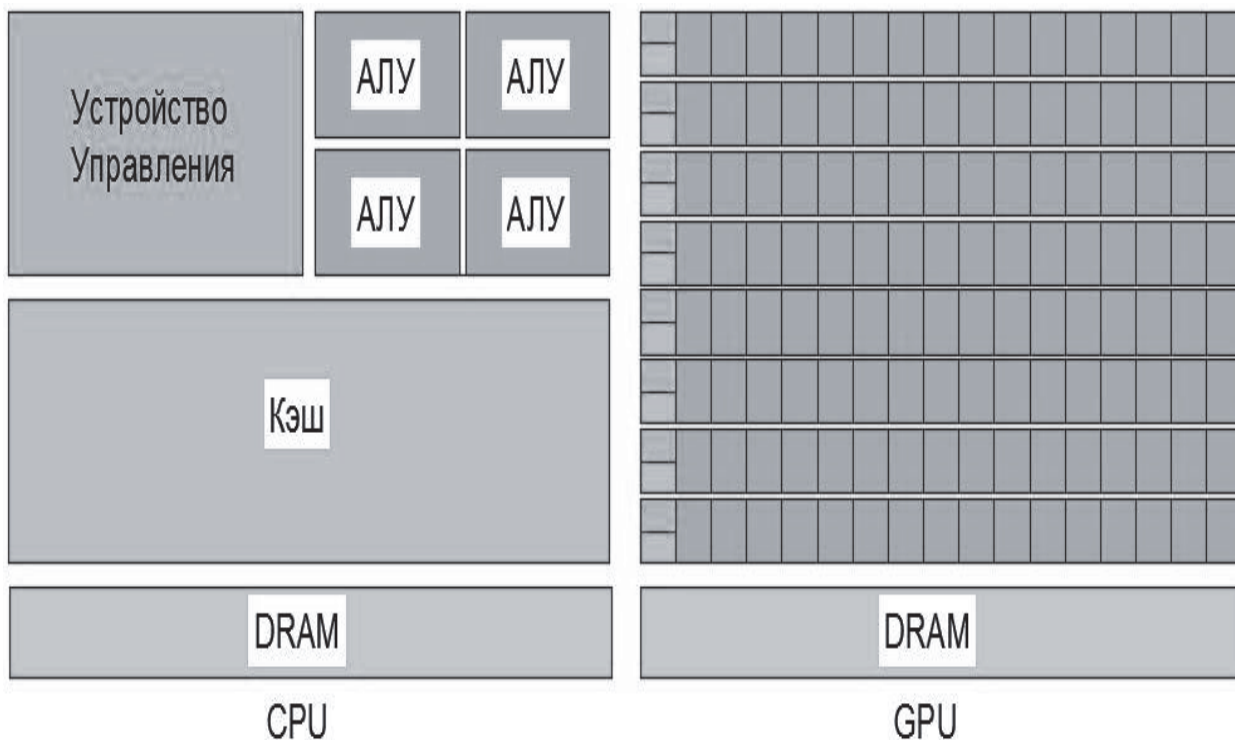 Устройство
Управления
АЛУ
АЛУ
АЛУ
АЛУ
Кэш
DRAM
CPU
DRAM
GPU